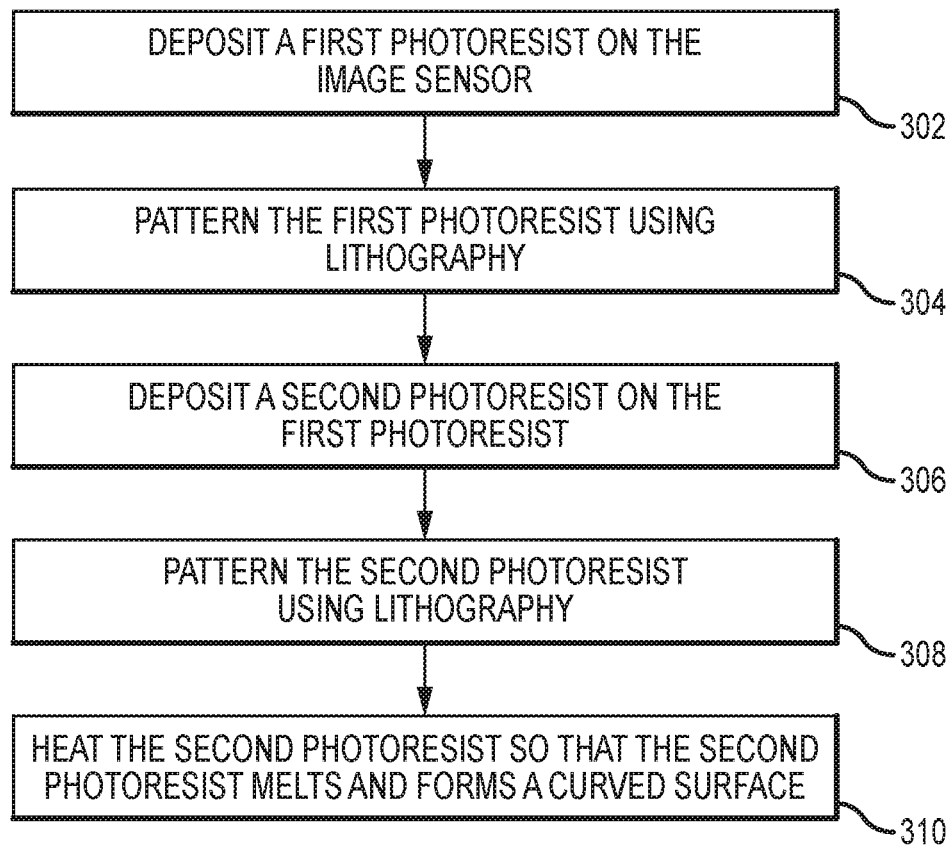 DEPOSIT A FIRST PHOTORESIST ON THE
IMAGE SENSOR
302
PATTERN THE FIRST PHOTORESIST USING
LITHOGRAPHY
304
DEPOSIT A SECOND PHOTORESIST ON THE
FIRST PHOTORESIST
306
PATTERN THE SECOND PHOTORESIST
USING LITHOGRAPHY
308
HEAT THE SECOND PHOTORESIST SO THAT THE SECOND
PHOTORESIST MELTS AND FORMS A CURVED SURFACE
310